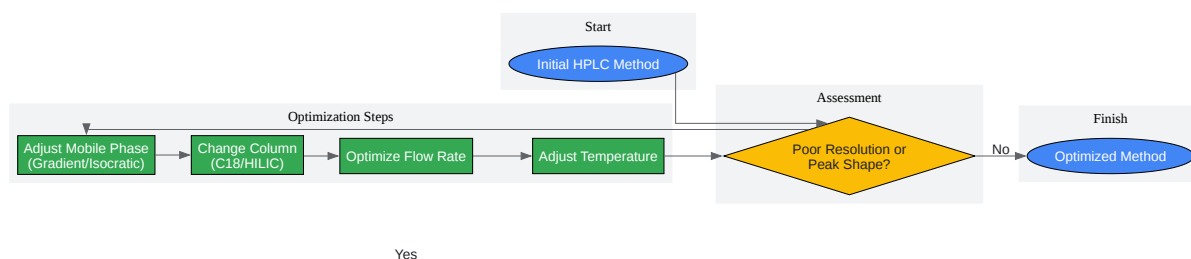 Start
Initial HPLC Method
Optimization Steps
Adjust Mobile Phase
(Gradient/Isocratic)
Change Column
(C18/HILIC)
Optimize Flow Rate
Adjust Temperature
Assessment
Poor Resolution or
Peak Shape?
No
Finish
Optimized Method
Yes